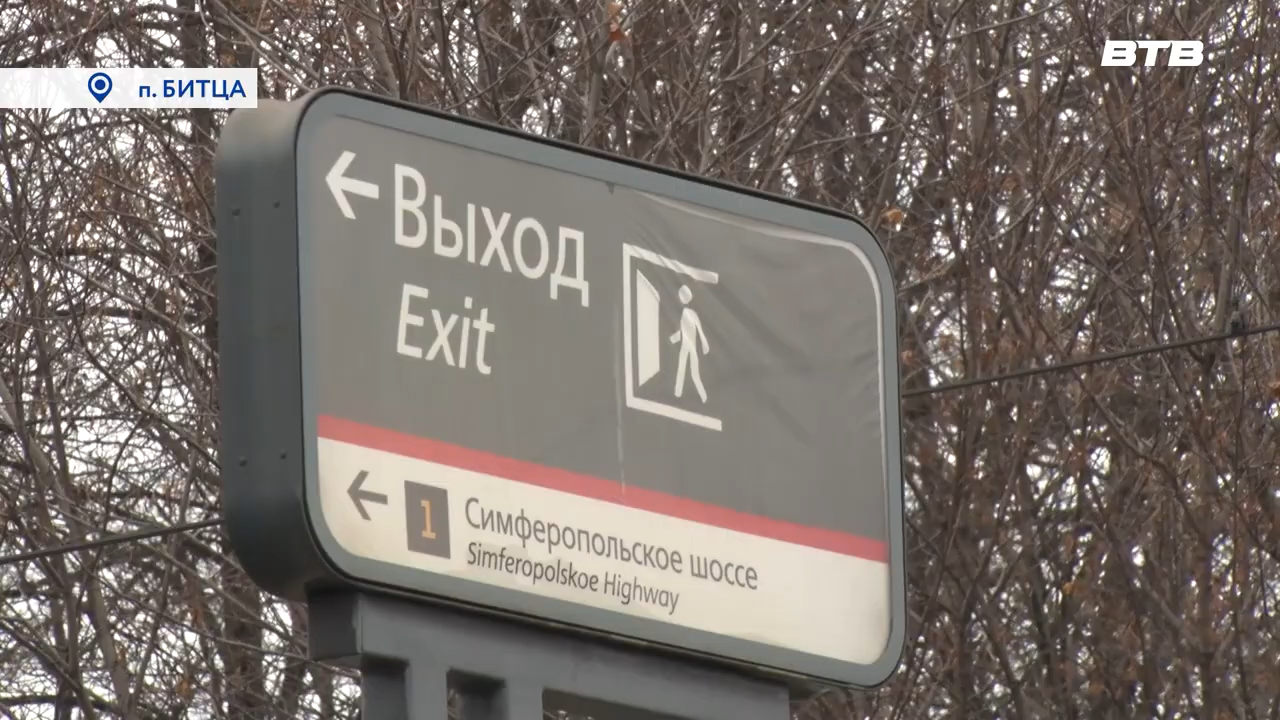 ВТВ
п. БИТЦА
Выход
Exit
1 Симферопольское шоссе
Simferopolskoe Highway